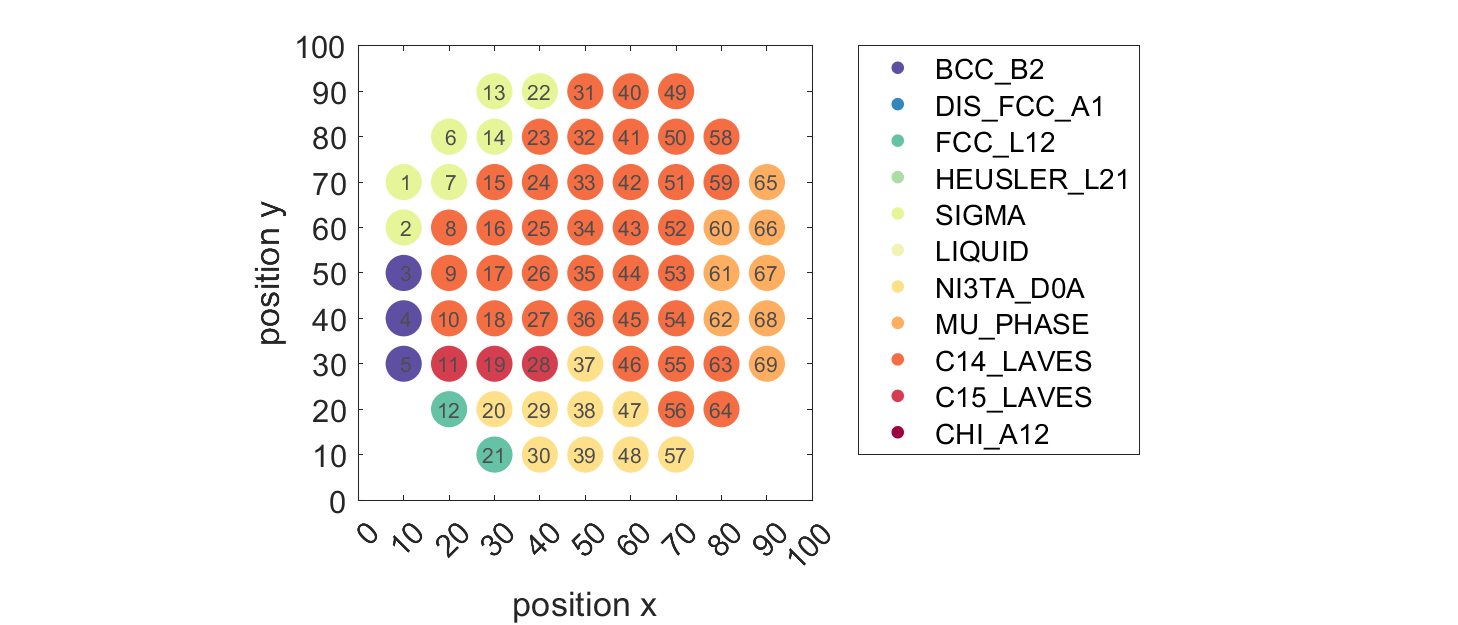 100
90
80
70
60
50
40
30
20
10
0
position y
13 22 31 40 49
6 14 23 32 41 50 58
1 7 15 24 33 42 51 59 65
2 8 16 25 34 43 52 60 66
3 9 17 26 35 44 53 61 67
4 10 18 27 36 45 54 62 68
5 11 19 28 37 46 55 63 69
12 20 29 38 47 56 64
21 30 39 48 57
0 10 20 30 40 50 60 70 80 90 100
position x
BCC_B2
DIS_FCC_A1
FCC_L12
HEUSLER_L21
SIGMA
LIQUID
NI3TA_D0A
MU_PHASE
C14_LAVES
C15_LAVES
CHI_A12